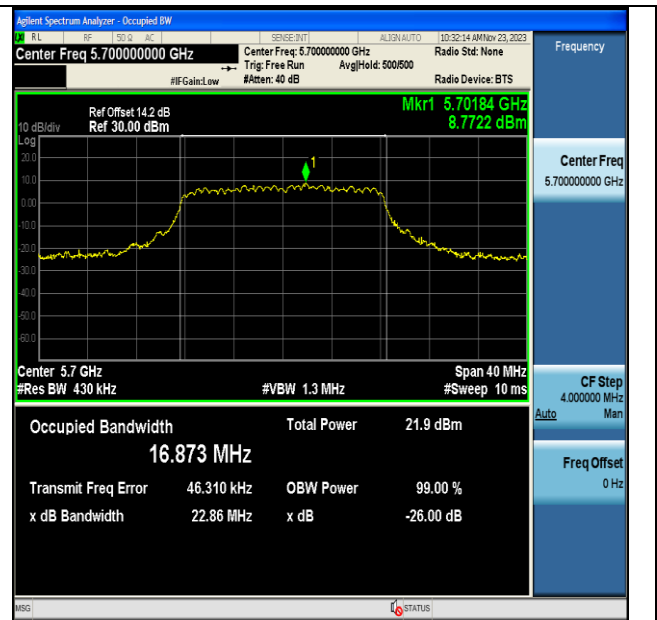 Agilent Spectrum Analyzer - Occupied BW
RL RF 50 Ω AC SENSE:INT ALIGN AUTO 10:32:14 AM Nov 23, 2023
Center Freq 5.700000000 GHz
Center Freq: 5.700000000 GHz
Radio Std: None
Trig: Free Run Avg|Hold: 500/500
#IFGain:Low #Atten: 40 dB Radio Device: BTS
Ref Offset 14.2 dB
10 dB/div Ref 30.00 dBm
Mkr1 5.70184 GHz
8.7722 dBm
Log
20.0
10.0
0.00
-10.0
-20.0
-30.0
-40.0
-50.0
-60.0
1
Center 5.7 GHz Span 40 MHz
#Res BW 430 kHz #VBW 1.3 MHz #Sweep 10 ms
Occupied Bandwidth Total Power 21.9 dBm
16.873 MHz
Transmit Freq Error 46.310 kHz OBW Power 99.00 %
x dB Bandwidth 22.86 MHz x dB -26.00 dB
Frequency
Center Freq
5.700000000 GHz
CF Step
4.000000 MHz
Auto Man
Freq Offset
0 Hz
MSG STATUS